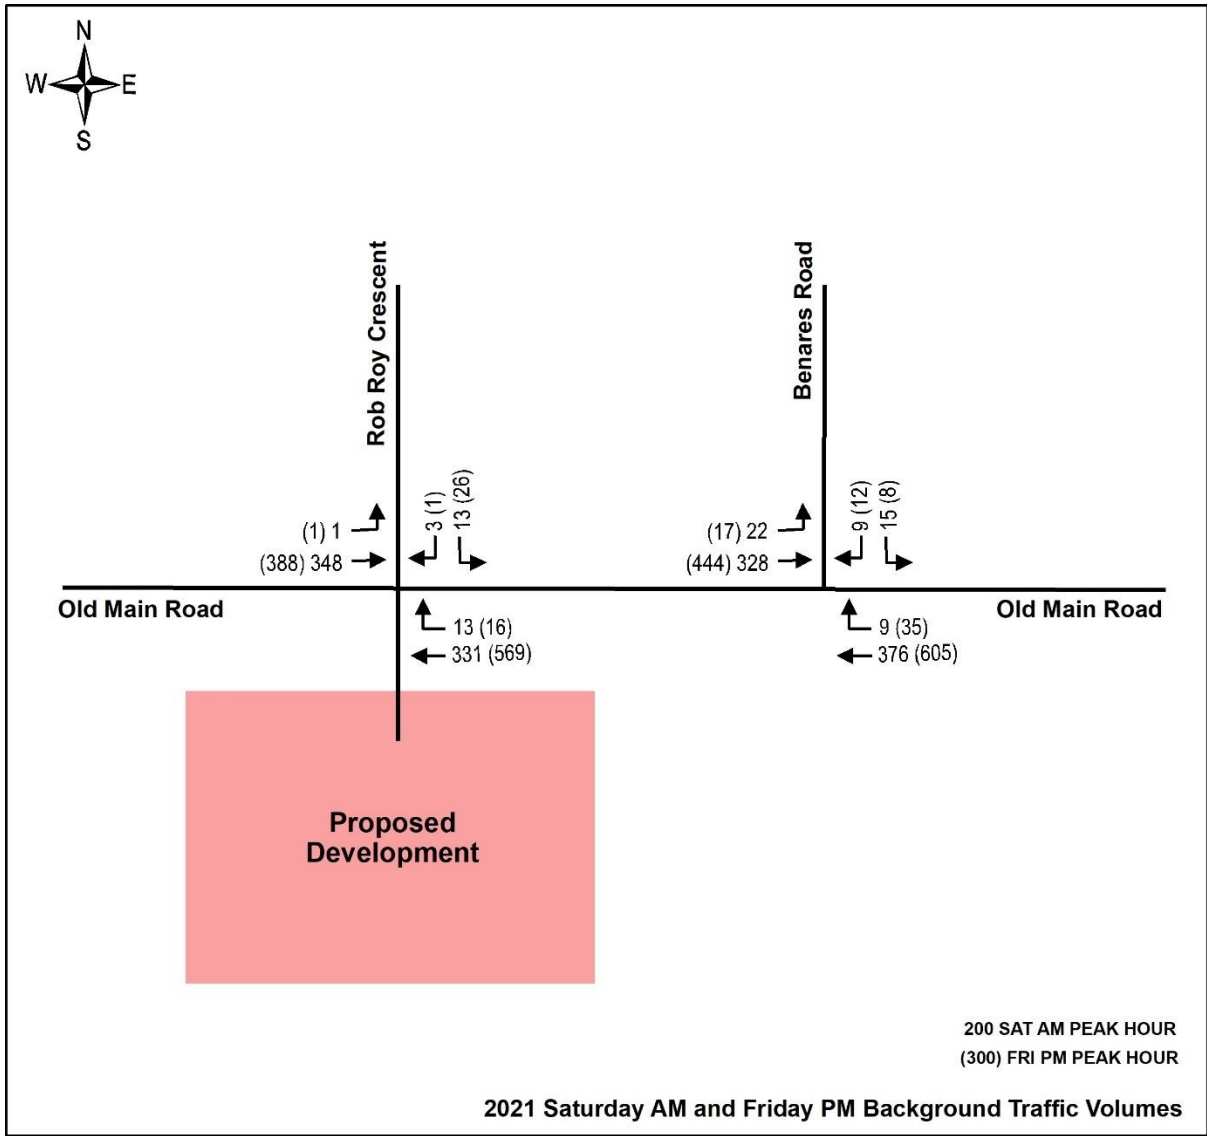 N
W E
S
Rob Roy Crescent
Benares Road
(1) 1
(388) 348
3 (1)
13 (26)
(17) 22
(444) 328
9 (12)
15 (8)
Old Main Road
Old Main Road
13 (16)
331 (569)
9 (35)
376 (605)
Proposed
Development
200 SAT AM PEAK HOUR
(300) FRI PM PEAK HOUR
2021 Saturday AM and Friday PM Background Traffic Volumes